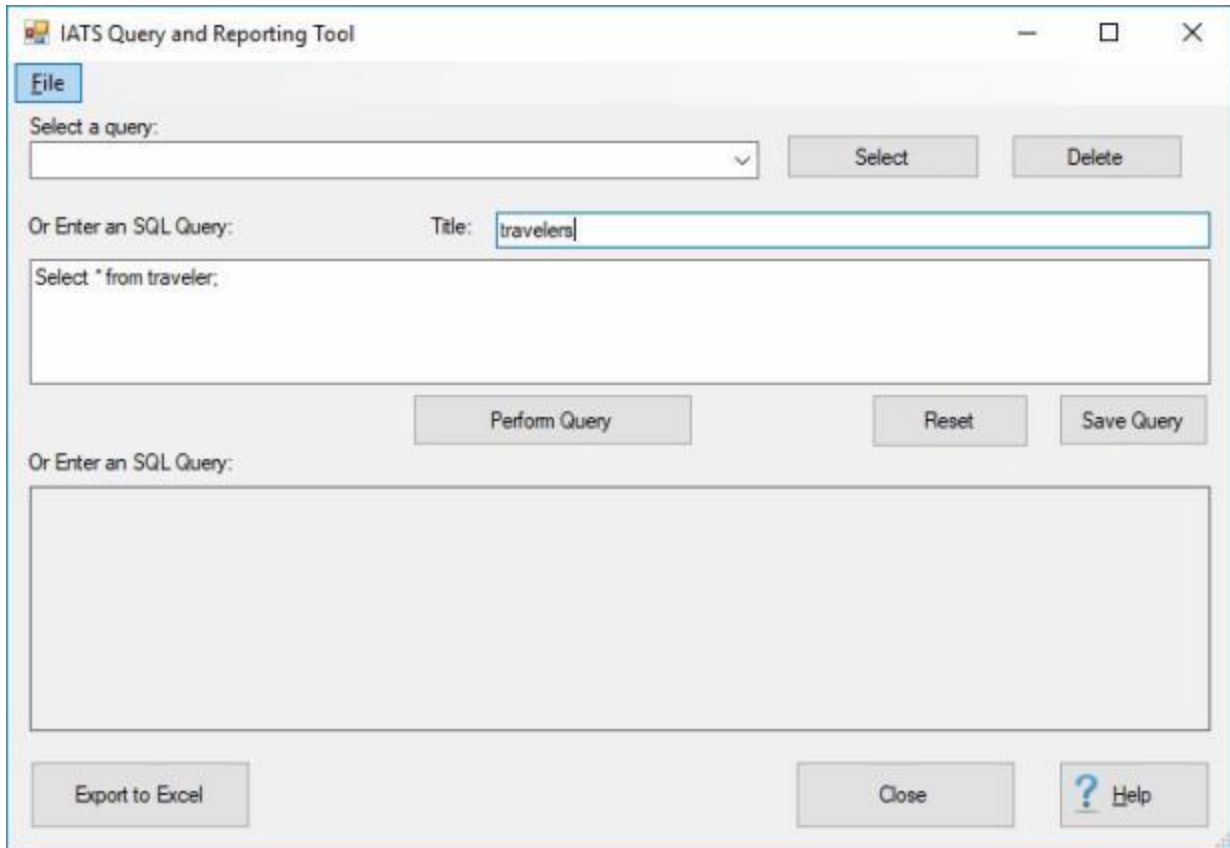 IATS Query and Reporting Tool
File
Select a query:
Select Delete
Or Enter an SQL Query: Title: travelers
Select * from traveler;
Perform Query Reset Save Query
Or Enter an SQL Query:
Export to Excel Close ? Help